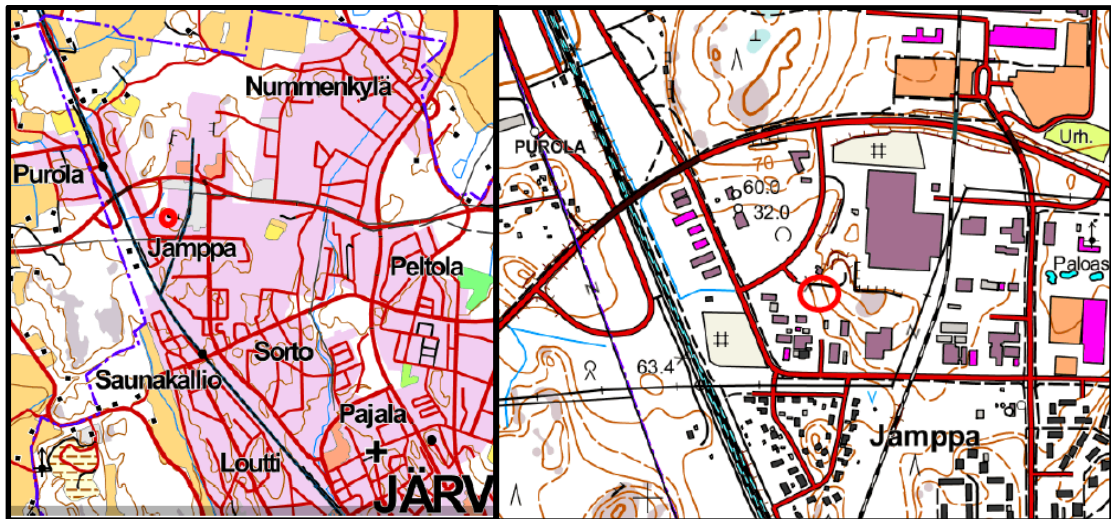 Nummenkylä
Purola
Jamppa
Peltola
Sorto
Saunakallio
Pajala
Loutti
JÄRV
Urh.
PUROLA
70
60.0
32.0
Paloas
63.4
Jamppa